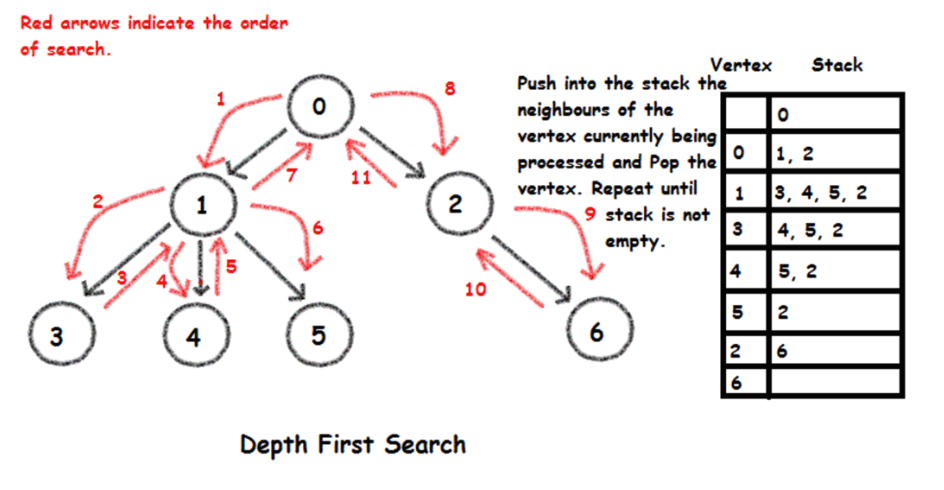 Red arrows indicate the order
of search.
Vertex Stack
Push into the stack the
neighbours of the
vertex currently being
processed and Pop the
vertex. Repeat until
stack is not
empty.
0
0 1, 2
1 3, 4, 5, 2
3 4, 5, 2
4 5, 2
5 2
2 6
6
0
1
2
3
4
5
6
1
2
3
4
5
6
7
8
9
10
11
Depth First Search